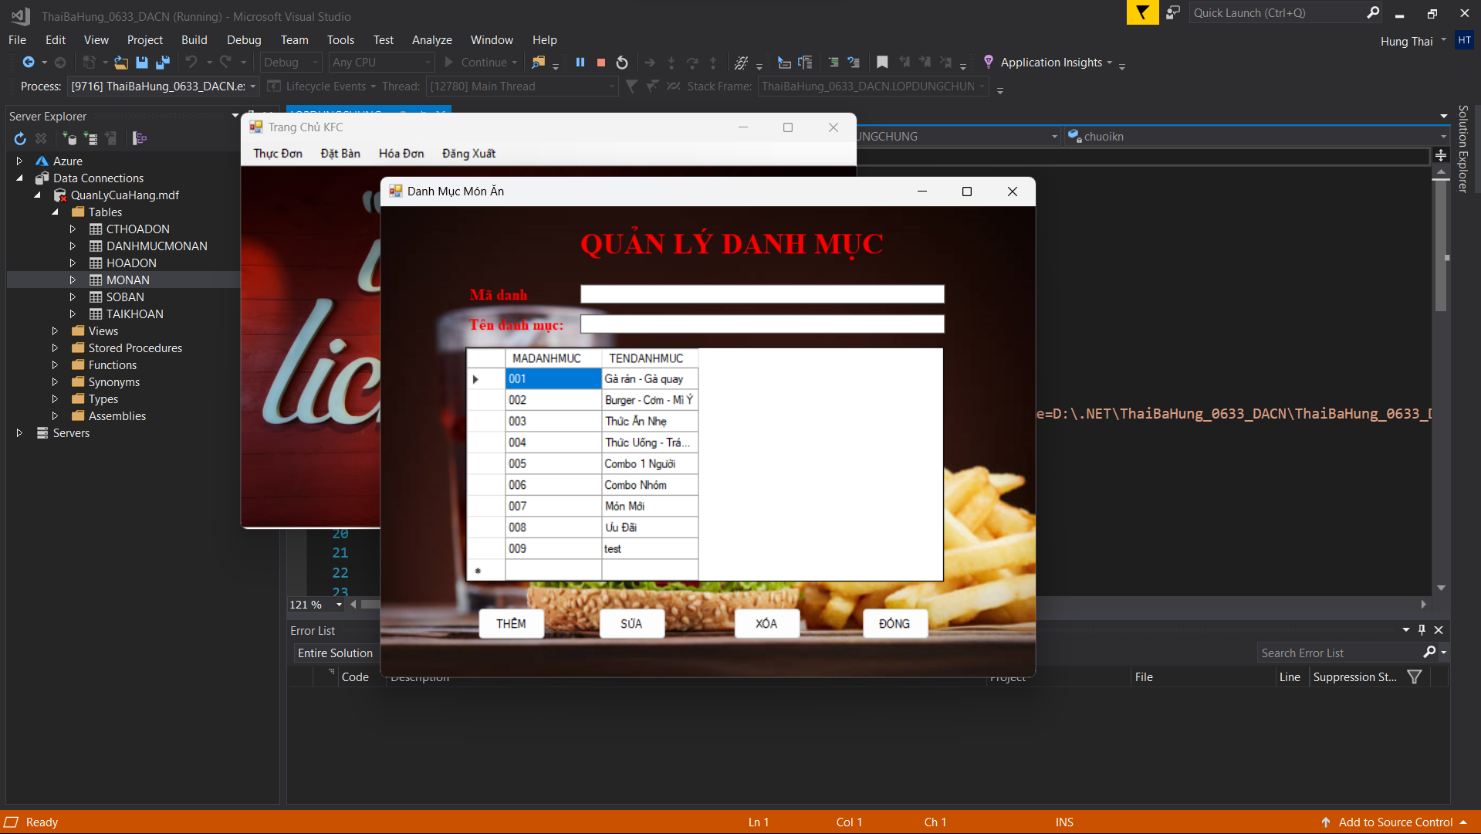 ThaiBaHung_0633_DACN (Running) - Microsoft Visual Studio
Quick Launch (Ctrl+Q)
File Edit View Project Build Debug Team Tools Test Analyze Window Help
Hung Thai HT
Debug Any CPU Continue Application Insights
Process: [9716] ThaiBaHung_0633_DACN.e: Lifecycle Events Thread: [12780] Main Thread Stack Frame: ThaiBaHung_0633_DACN.LOPDUNGCHUN
Server Explorer
Azure
Data Connections
QuanLyCuaHang.mdf
Tables
CTHOADON
DANHMUCMONAN
HOADON
MONAN
SOBAN
TAIKHOAN
Views
Stored Procedures
Functions
Synonyms
Types
Assemblies
Servers
Solution Explorer
Trang Chủ KFC
Thực Đơn Đặt Bàn Hóa Đơn Đăng Xuất
UNGCHUNG chuoikn
Danh Mục Món Ăn
QUẢN LÝ DANH MỤC
Mã danh
Tên danh mục:
MADANHMUC TENDANHMUC
001 Gà rán - Gà quay
002 Burger - Cơm - Mì Ý
003 Thức Ăn Nhẹ
004 Thức Uống - Trá...
005 Combo 1 Người
006 Combo Nhóm
007 Món Mới
008 Ưu Đãi
009 test
THÊM SỬA XÓA ĐÓNG
e=D:\.NET\ThaiBaHung_0633_DACN\ThaiBaHung_0633_D
20
21
22
23
121 %
Error List
Entire Solution
Search Error List
Code Description Project File Line Suppression St...
Ready Ln 1 Col 1 Ch 1 INS Add to Source Control